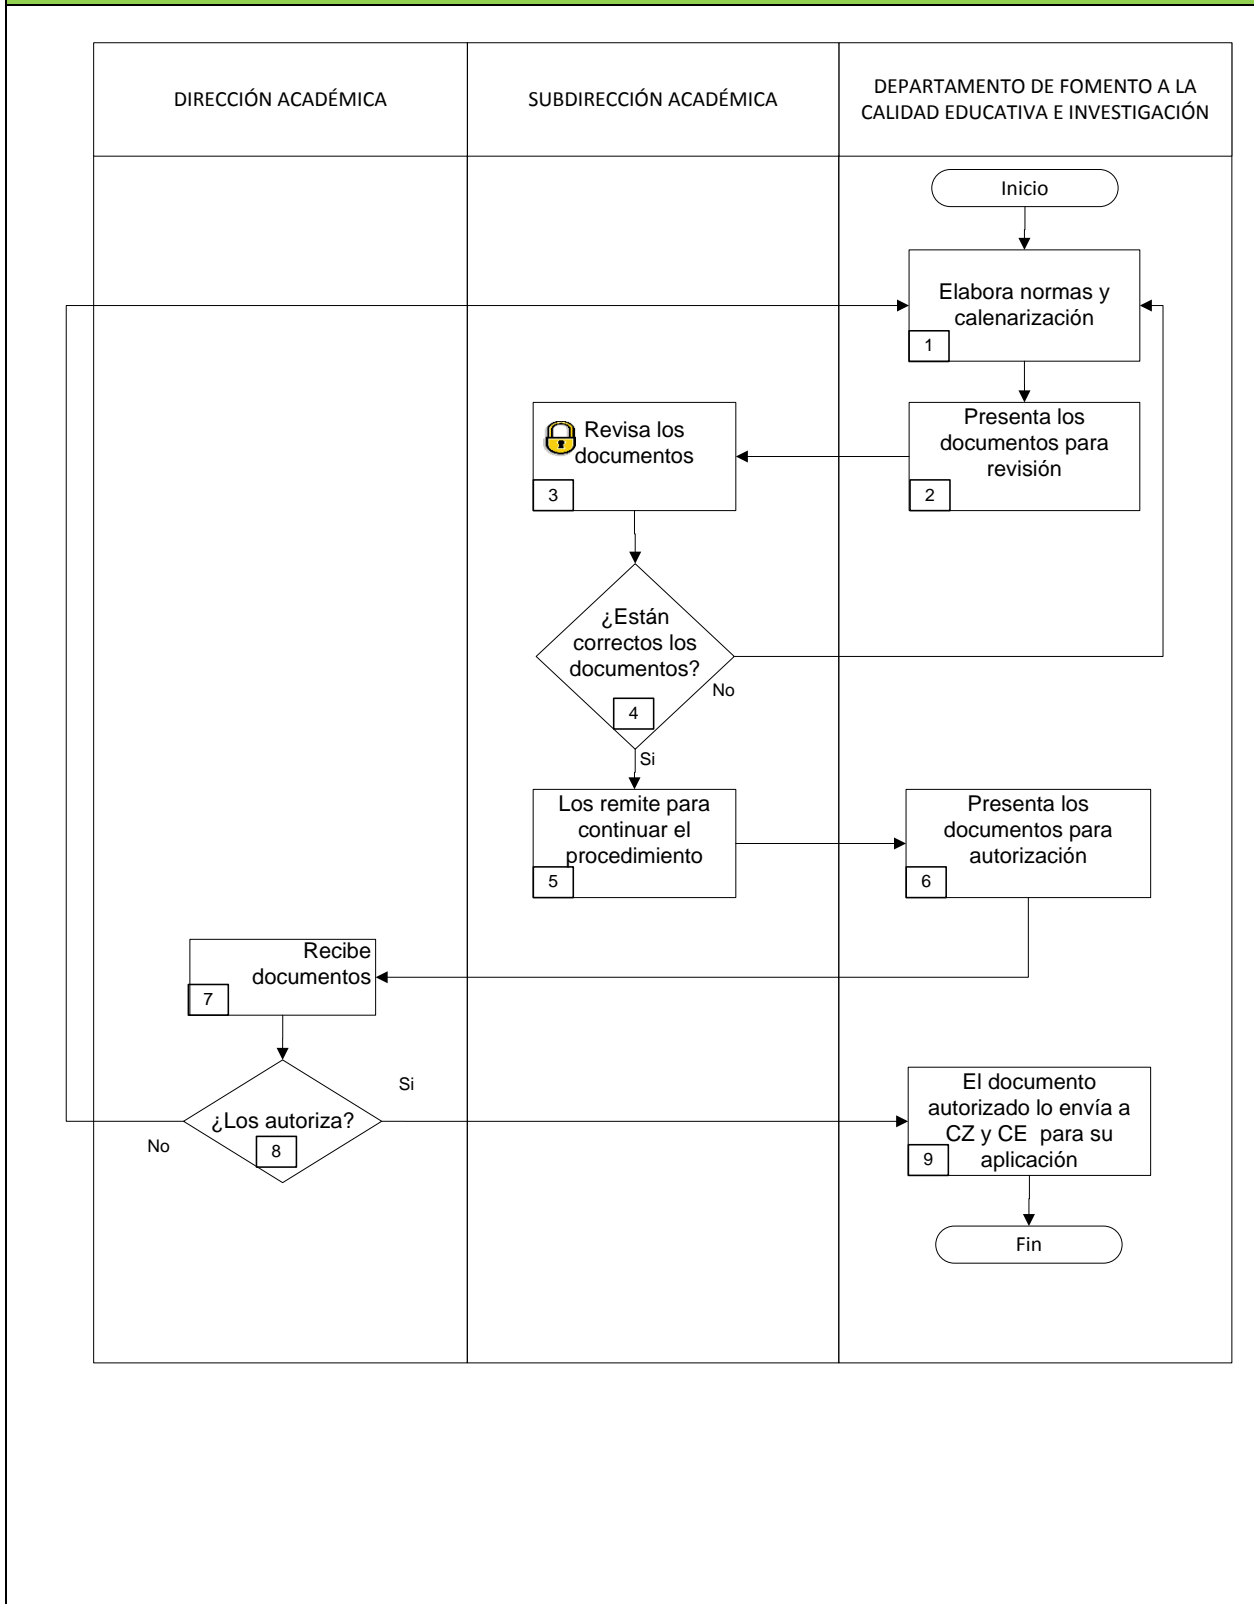 DIRECCIÓN ACADÉMICA
SUBDIRECCIÓN ACADÉMICA
DEPARTAMENTO DE FOMENTO A LA
CALIDAD EDUCATIVA E INVESTIGACIÓN
Inicio
Elabora normas y
calenarización
1
Presenta los
documentos para
revisión
2
Revisa los
documentos
3
¿Están
correctos los
documentos?
4
No
Si
Los remite para
continuar el
procedimiento
5
Presenta los
documentos para
autorización
6
Recibe
documentos
7
¿Los autoriza?
8
No
Si
El documento
autorizado lo envía a
CZ y CE para su
aplicación
9
Fin